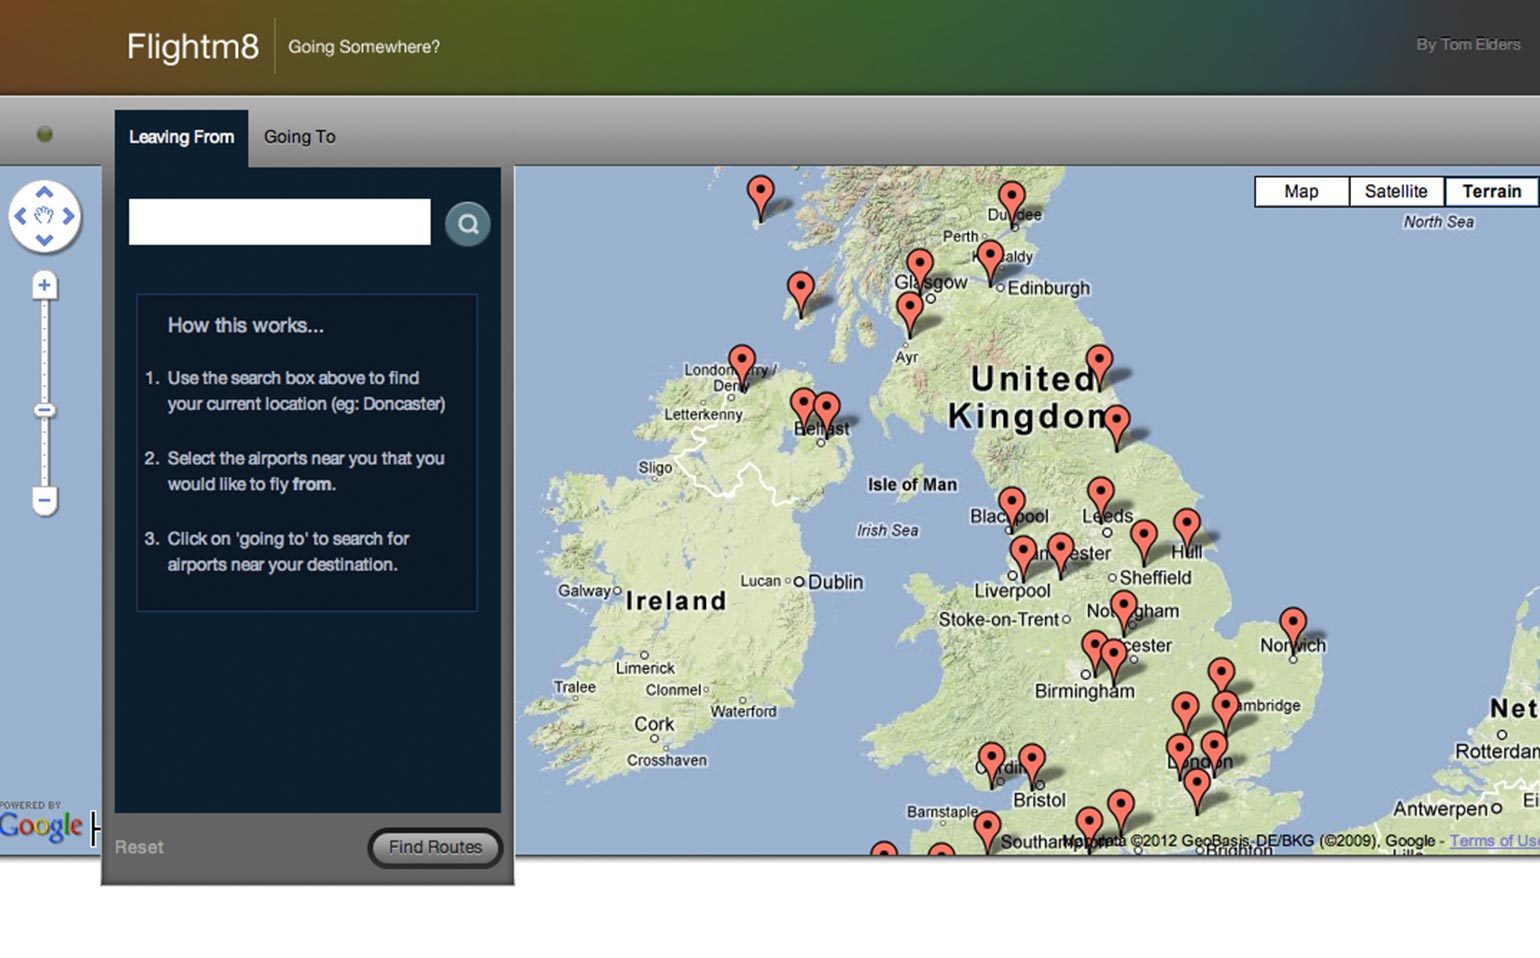 Flightm8
Going Somewhere?
By Tom Elders
Leaving From
Going To
How this works...
1. Use the search box above to find
your current location (eg: Doncaster)
2. Select the airports near you that you
would like to fly from.
3. Click on 'going to' to search for
airports near your destination.
Reset
Find Routes
POWERED BY
Google
Map
Satellite
Terrain
North Sea
Dundee
Perth
Kirkcaldy
Glasgow
Edinburgh
Ayr
Londonderry /
Derry
Letterkenny
Belfast
United
Kingdom
Sligo
Isle of Man
Irish Sea
Blackpool
Leeds
Manchester
Hull
Galway
Ireland
Lucan
Dublin
Liverpool
Sheffield
Stoke-on-Trent
Nottingham
Leicester
Norwich
Limerick
Birmingham
Tralee
Clonmel
Waterford
Cambridge
Cork
Crosshaven
Net
Rotterdam
London
Cardiff
Bristol
Barnstaple
Antwerpen
Ei
Southampton
Map data ©2012 GeoBasis-DE/BKG (©2009), Google - Terms of Use
Brighton